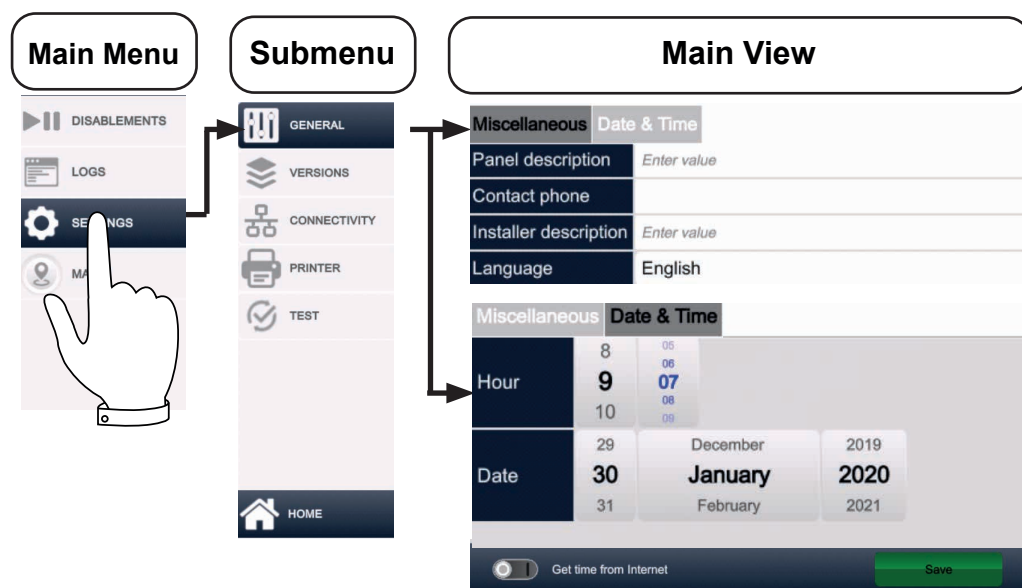 Main Menu
Submenu
Main View
DISABLEMENTS
LOGS
SETTINGS
GENERAL
VERSIONS
CONNECTIVITY
PRINTER
TEST
HOME
Miscellaneous Date & Time
Panel description Enter value
Contact phone
Installer description Enter value
Language English
Miscellaneous Date & Time
8 05
06
Hour 9 07
08
10 09
29 December 2019
Date 30 January 2020
31 February 2021
Get time from Internet Save